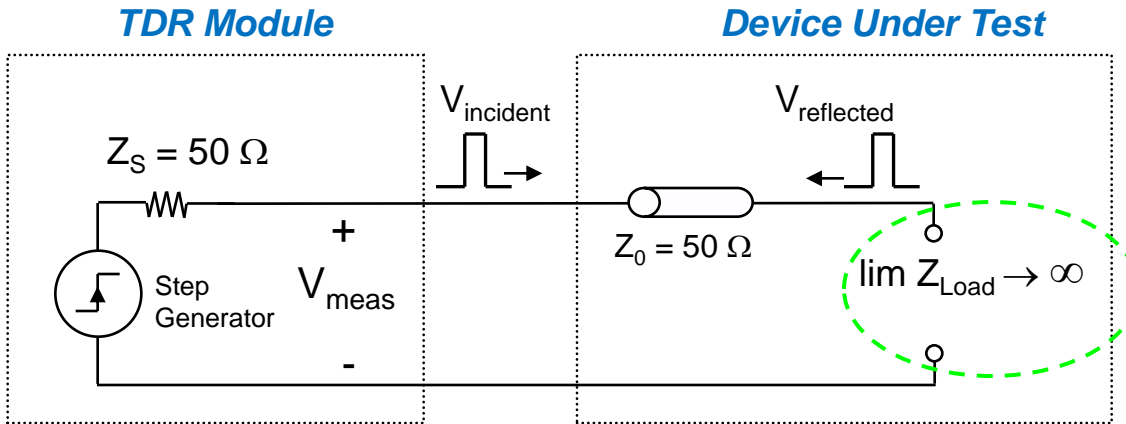 TDR Module
Device Under Test
V_incident
V_reflected
Z_S = 50 Ω
Z_0 = 50 Ω
+
V_meas
-
Step
Generator
lim Z_Load → ∞